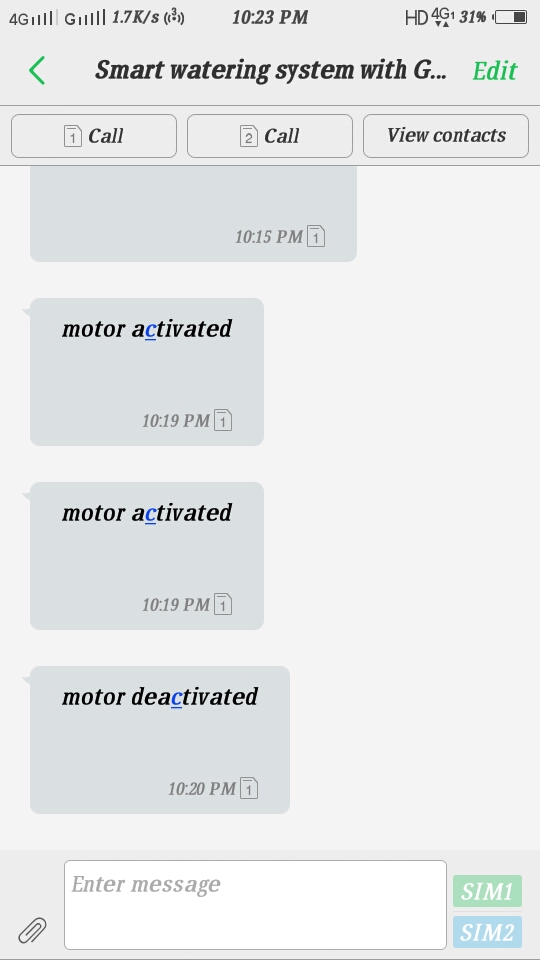 4G G 1.7K/s 3 10:23 PM HD 4G 1 31%
Smart watering system with G... Edit
1 Call 2 Call View contacts
10:15 PM 1
motor activated
10:19 PM 1
motor activated
10:19 PM 1
motor deactivated
10:20 PM 1
Enter message
SIM1
SIM2